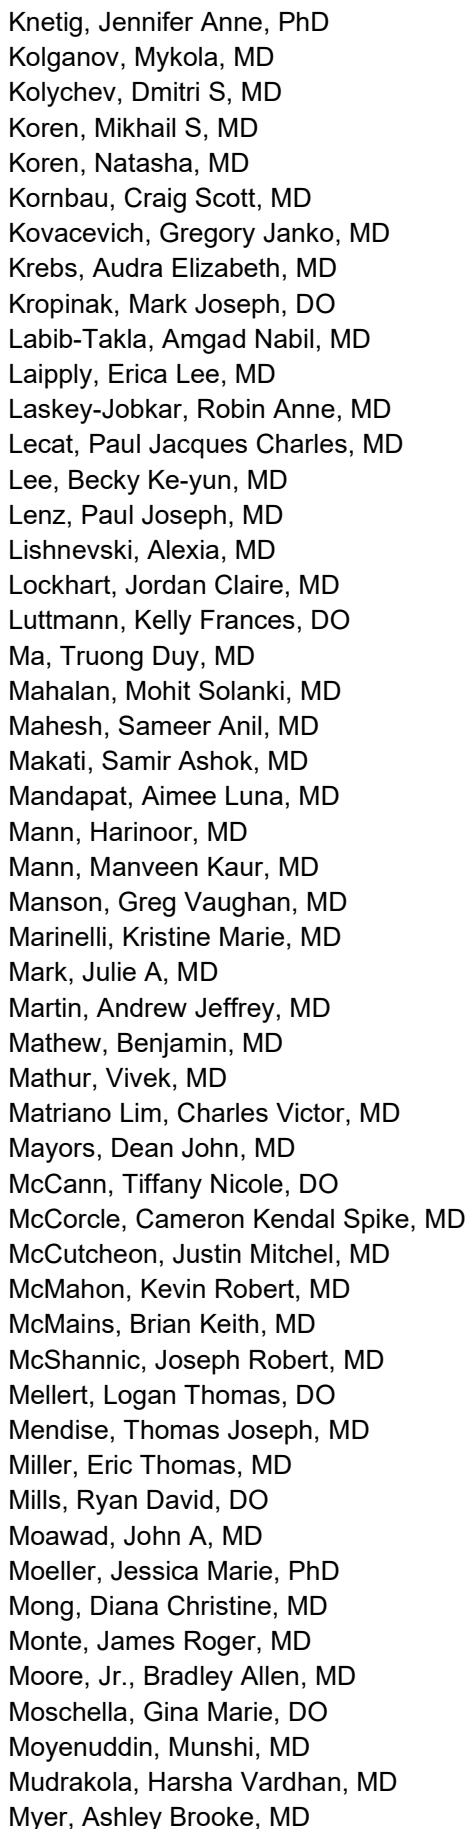 Knetig, Jennifer Anne, PhD
Kolganov, Mykola, MD
Kolychev, Dmitri S, MD
Koren, Mikhail S, MD
Koren, Natasha, MD
Kornbau, Craig Scott, MD
Kovacevich, Gregory Janko, MD
Krebs, Audra Elizabeth, MD
Kropinak, Mark Joseph, DO
Labib-Takla, Amgad Nabil, MD
Laipply, Erica Lee, MD
Laskey-Jobkar, Robin Anne, MD
Lecat, Paul Jacques Charles, MD
Lee, Becky Ke-yun, MD
Lenz, Paul Joseph, MD
Lishnevski, Alexia, MD
Lockhart, Jordan Claire, MD
Luttmann, Kelly Frances, DO
Ma, Truong Duy, MD
Mahalan, Mohit Solanki, MD
Mahesh, Sameer Anil, MD
Makati, Samir Ashok, MD
Mandapat, Aimee Luna, MD
Mann, Harinoor, MD
Mann, Manveen Kaur, MD
Manson, Greg Vaughan, MD
Marinelli, Kristine Marie, MD
Mark, Julie A, MD
Martin, Andrew Jeffrey, MD
Mathew, Benjamin, MD
Mathur, Vivek, MD
Matriano Lim, Charles Victor, MD
Mayors, Dean John, MD
McCann, Tiffany Nicole, DO
McCorcle, Cameron Kendal Spike, MD
McCutcheon, Justin Mitchel, MD
McMahon, Kevin Robert, MD
McMains, Brian Keith, MD
McShannic, Joseph Robert, MD
Mellert, Logan Thomas, DO
Mendise, Thomas Joseph, MD
Miller, Eric Thomas, MD
Mills, Ryan David, DO
Moawad, John A, MD
Moeller, Jessica Marie, PhD
Mong, Diana Christine, MD
Monte, James Roger, MD
Moore, Jr., Bradley Allen, MD
Moschella, Gina Marie, DO
Moyenuddin, Munshi, MD
Mudrakola, Harsha Vardhan, MD
Myer, Ashley Brooke, MD